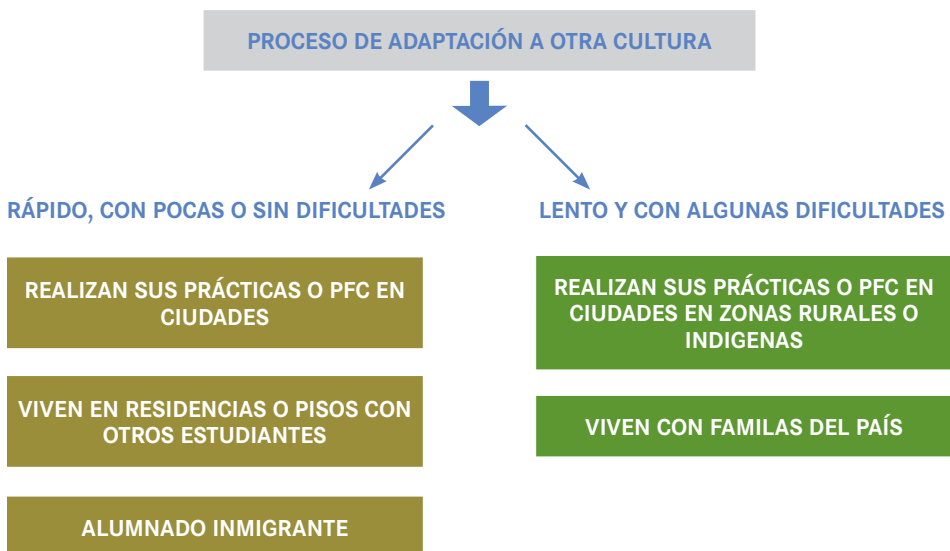 PROCESO DE ADAPTACIÓN A OTRA CULTURA
RÁPIDO, CON POCAS O SIN DIFICULTADES
REALIZAN SUS PRÁCTICAS O PFC EN
CIUDADES
VIVEN EN RESIDENCIAS O PISOS CON
OTROS ESTUDIANTES
ALUMNADO INMIGRANTE
LENTO Y CON ALGUNAS DIFICULTADES
REALIZAN SUS PRÁCTICAS O PFC EN
CIUDADES EN ZONAS RURALES O
INDIGENAS
VIVEN CON FAMILAS DEL PAÍS